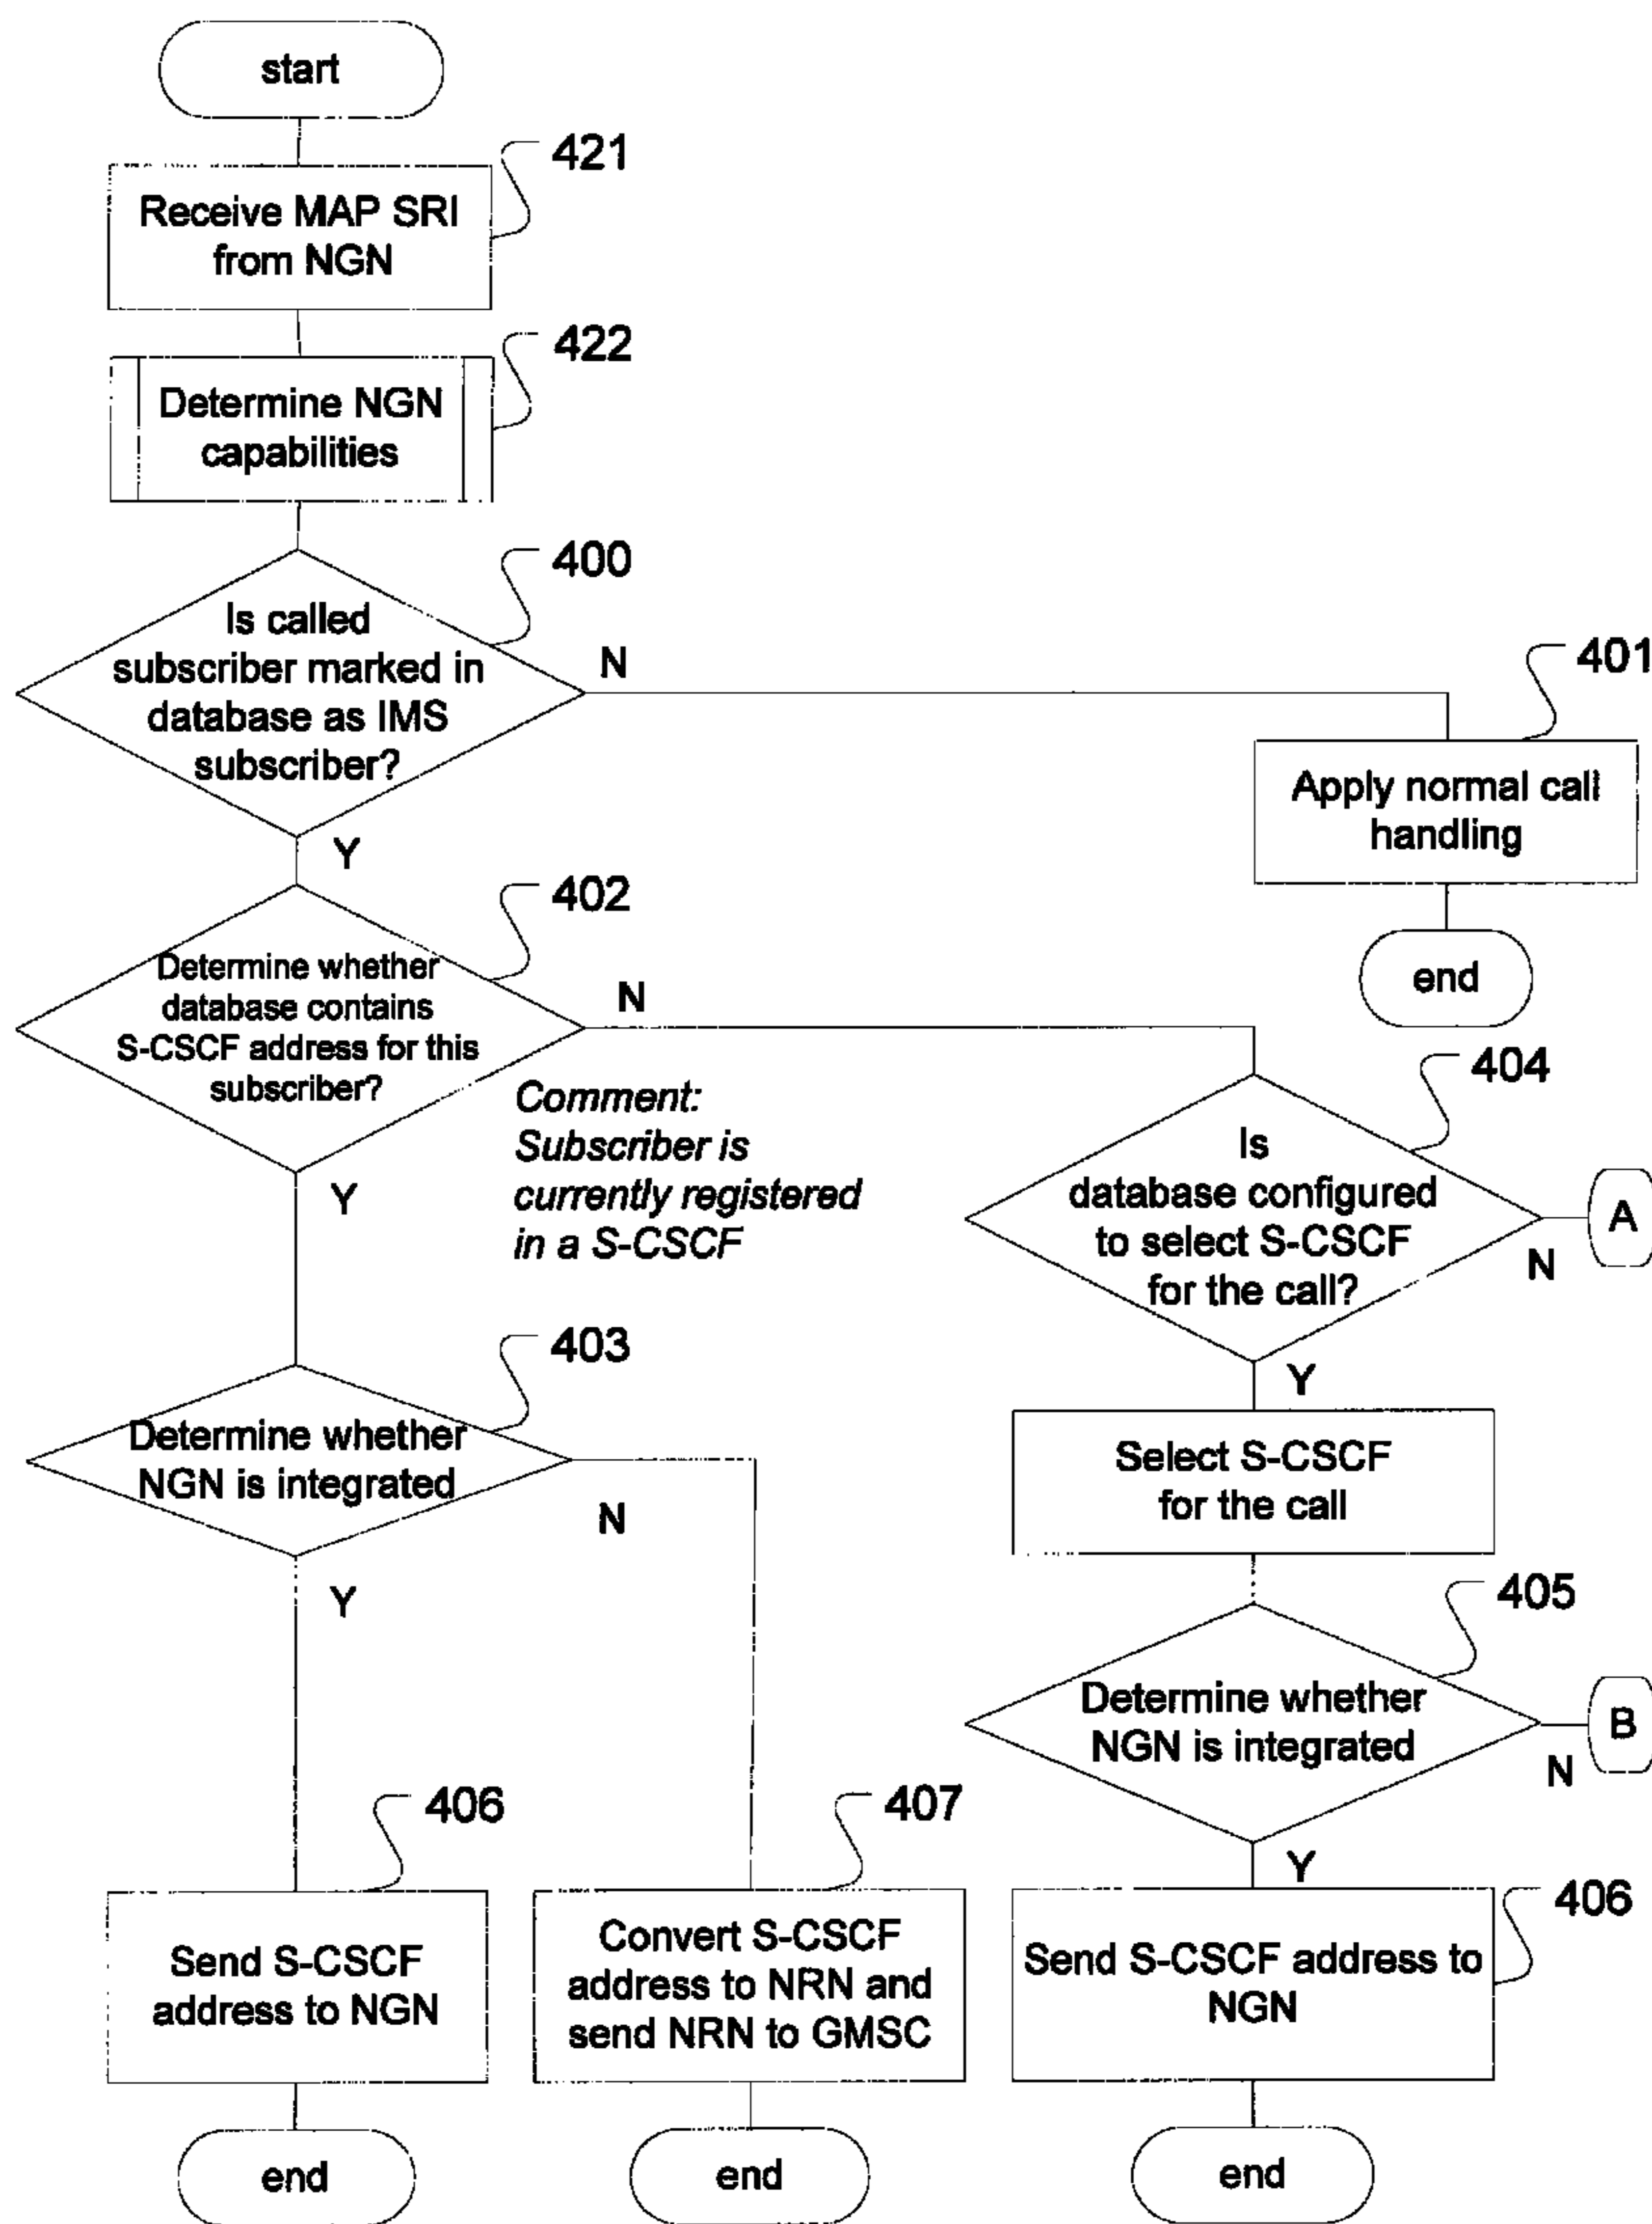 start
421
Receive MAP SRI
from NGN
422
Determine NGN
capabilities
400
Is called
subscriber marked in
database as IMS
subscriber?
N
401
Apply normal call
handling
end
Y
402
Determine whether
database contains
S-CSCF address for this
subscriber?
N
Comment:
Subscriber is
currently registered
in a S-CSCF
404
Is
database configured
to select S-CSCF
for the call?
A
N
Y
Y
Select S-CSCF
for the call
403
Determine whether
NGN is integrated
N
Y
405
Determine whether
NGN is integrated
B
N
Y
406
Send S-CSCF
address to NGN
end
407
Convert S-CSCF
address to NRN and
send NRN to GMSC
end
406
Send S-CSCF address to
NGN
end